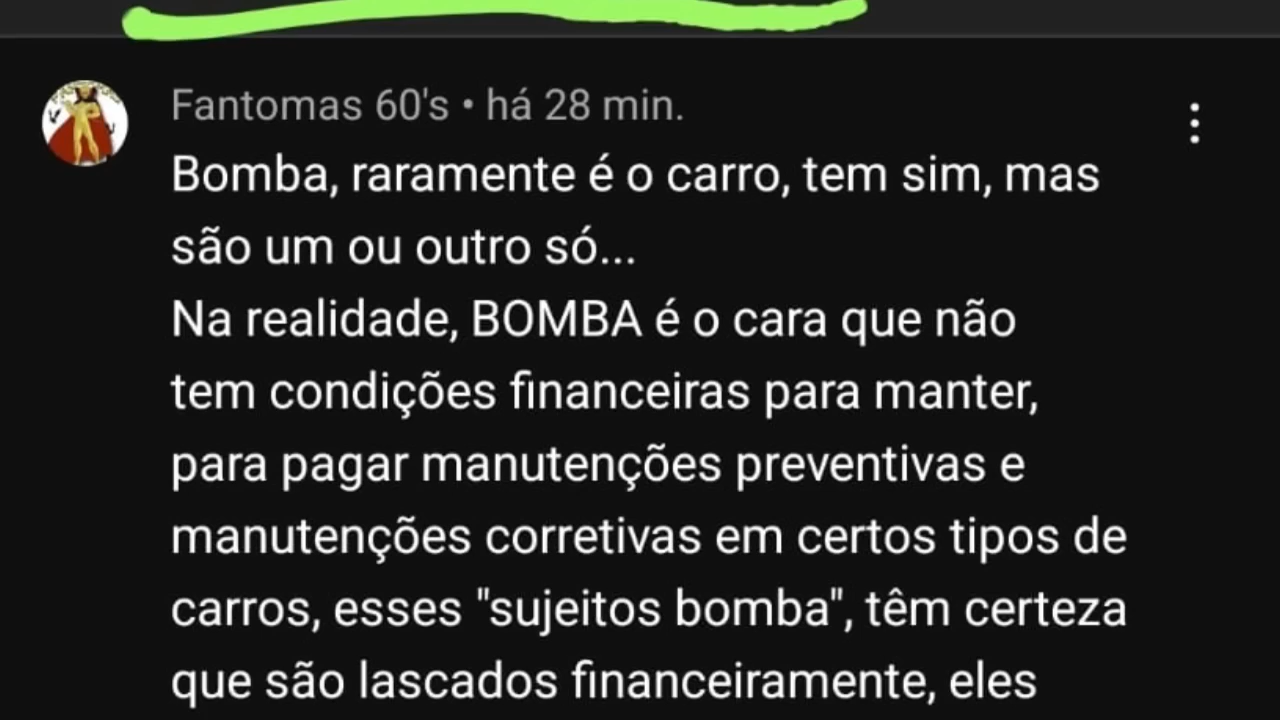 Fantomas 60's • há 28 min.
Bomba, raramente é o carro, tem sim, mas
são um ou outro só...
Na realidade, BOMBA é o cara que não
tem condições financeiras para manter,
para pagar manutenções preventivas e
manutenções corretivas em certos tipos de
carros, esses "sujeitos bomba", têm certeza
que são lascados financeiramente, eles